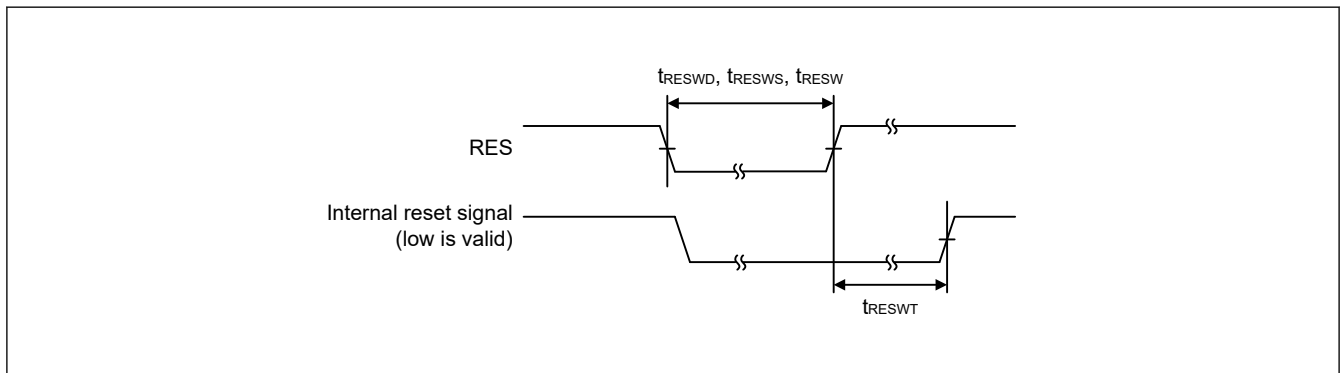 tRESWD, tRESWS, tRESW
RES
Internal reset signal
(low is valid)
tRESWT